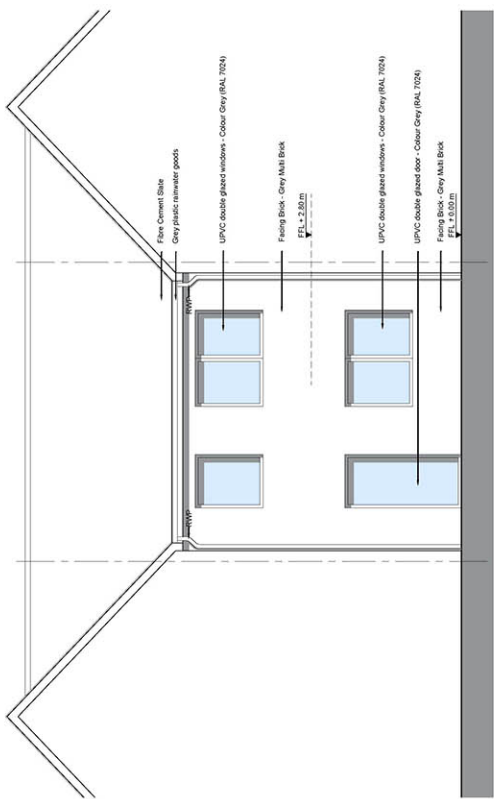 Fibre Cement Slate
Grey plastic rainwater goods
UPVC double glazed windows - Colour Grey (RAL 7024)
Facing Brick - Grey Multi Brick
FFL + 2.80 m
UPVC double glazed windows - Colour Grey (RAL 7024)
UPVC double glazed door - Colour Grey (RAL 7024)
Facing Brick - Grey Multi Brick
FFL + 0.00 m
RWP
RWP